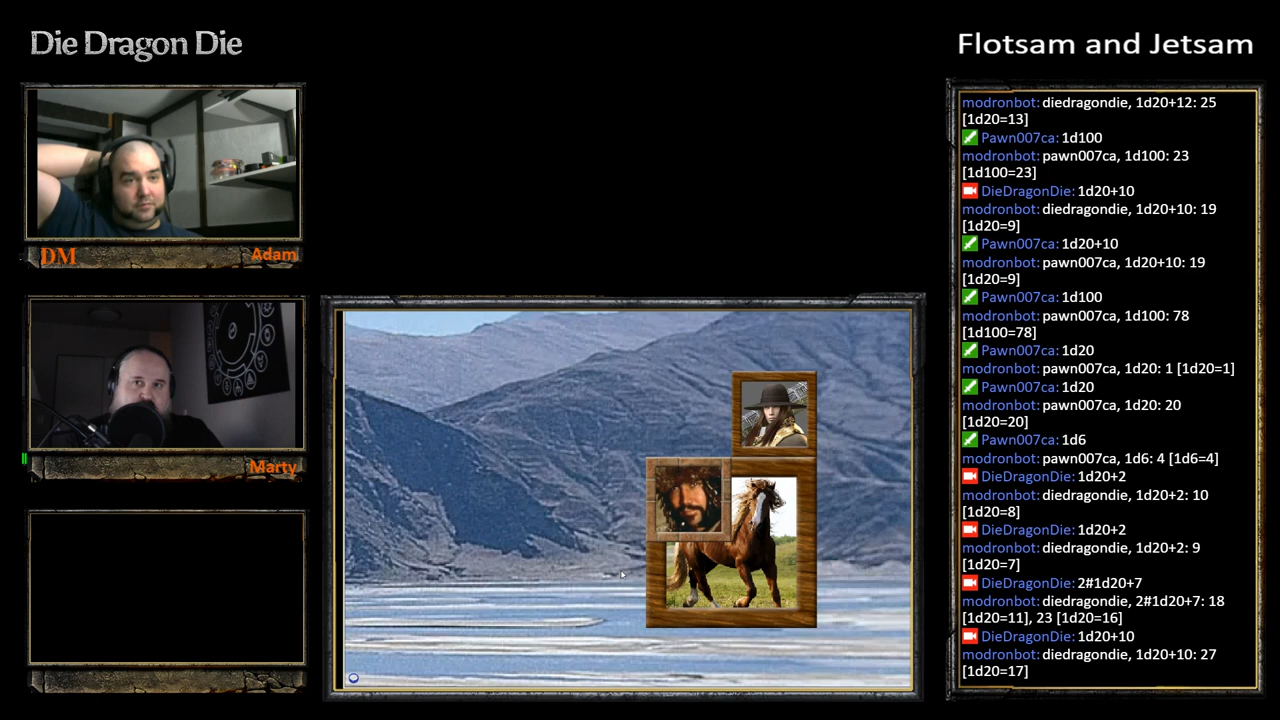 Die Dragon Die
Flotsam and Jetsam
DM
Adam
Marty
modronbot: diedragondie, 1d20+12: 25
[1d20=13]
Pawn007ca: 1d100
modronbot: pawn007ca, 1d100: 23
[1d100=23]
DieDragonDie: 1d20+10
modronbot: diedragondie, 1d20+10: 19
[1d20=9]
Pawn007ca: 1d20+10
modronbot: pawn007ca, 1d20+10: 19
[1d20=9]
Pawn007ca: 1d100
modronbot: pawn007ca, 1d100: 78
[1d100=78]
Pawn007ca: 1d20
modronbot: pawn007ca, 1d20: 1 [1d20=1]
Pawn007ca: 1d20
modronbot: pawn007ca, 1d20: 20
[1d20=20]
Pawn007ca: 1d6
modronbot: pawn007ca, 1d6: 4 [1d6=4]
DieDragonDie: 1d20+2
modronbot: diedragondie, 1d20+2: 10
[1d20=8]
DieDragonDie: 1d20+2
modronbot: diedragondie, 1d20+2: 9
[1d20=7]
DieDragonDie: 2#1d20+7
modronbot: diedragondie, 2#1d20+7: 18
[1d20=11], 23 [1d20=16]
DieDragonDie: 1d20+10
modronbot: diedragondie, 1d20+10: 27
[1d20=17]